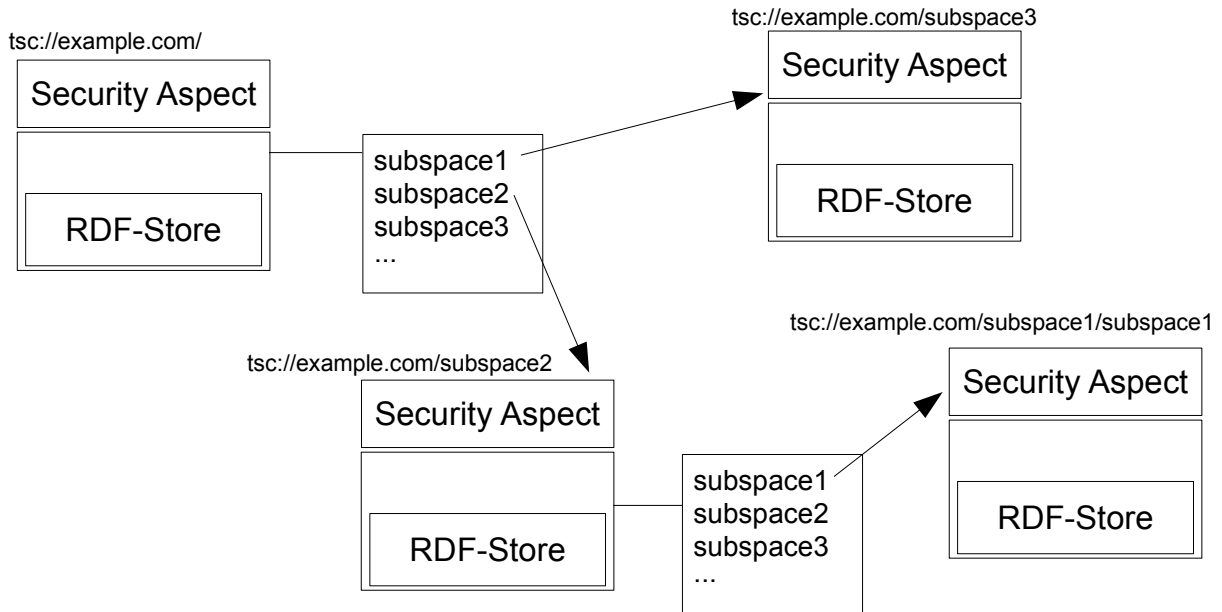 tsc://example.com/
Security Aspect
RDF-Store
subspace1
subspace2
subspace3
...
tsc://example.com/subspace3
Security Aspect
RDF-Store
tsc://example.com/subspace2
Security Aspect
RDF-Store
subspace1
subspace2
subspace3
...
tsc://example.com/subspace1/subspace1
Security Aspect
RDF-Store